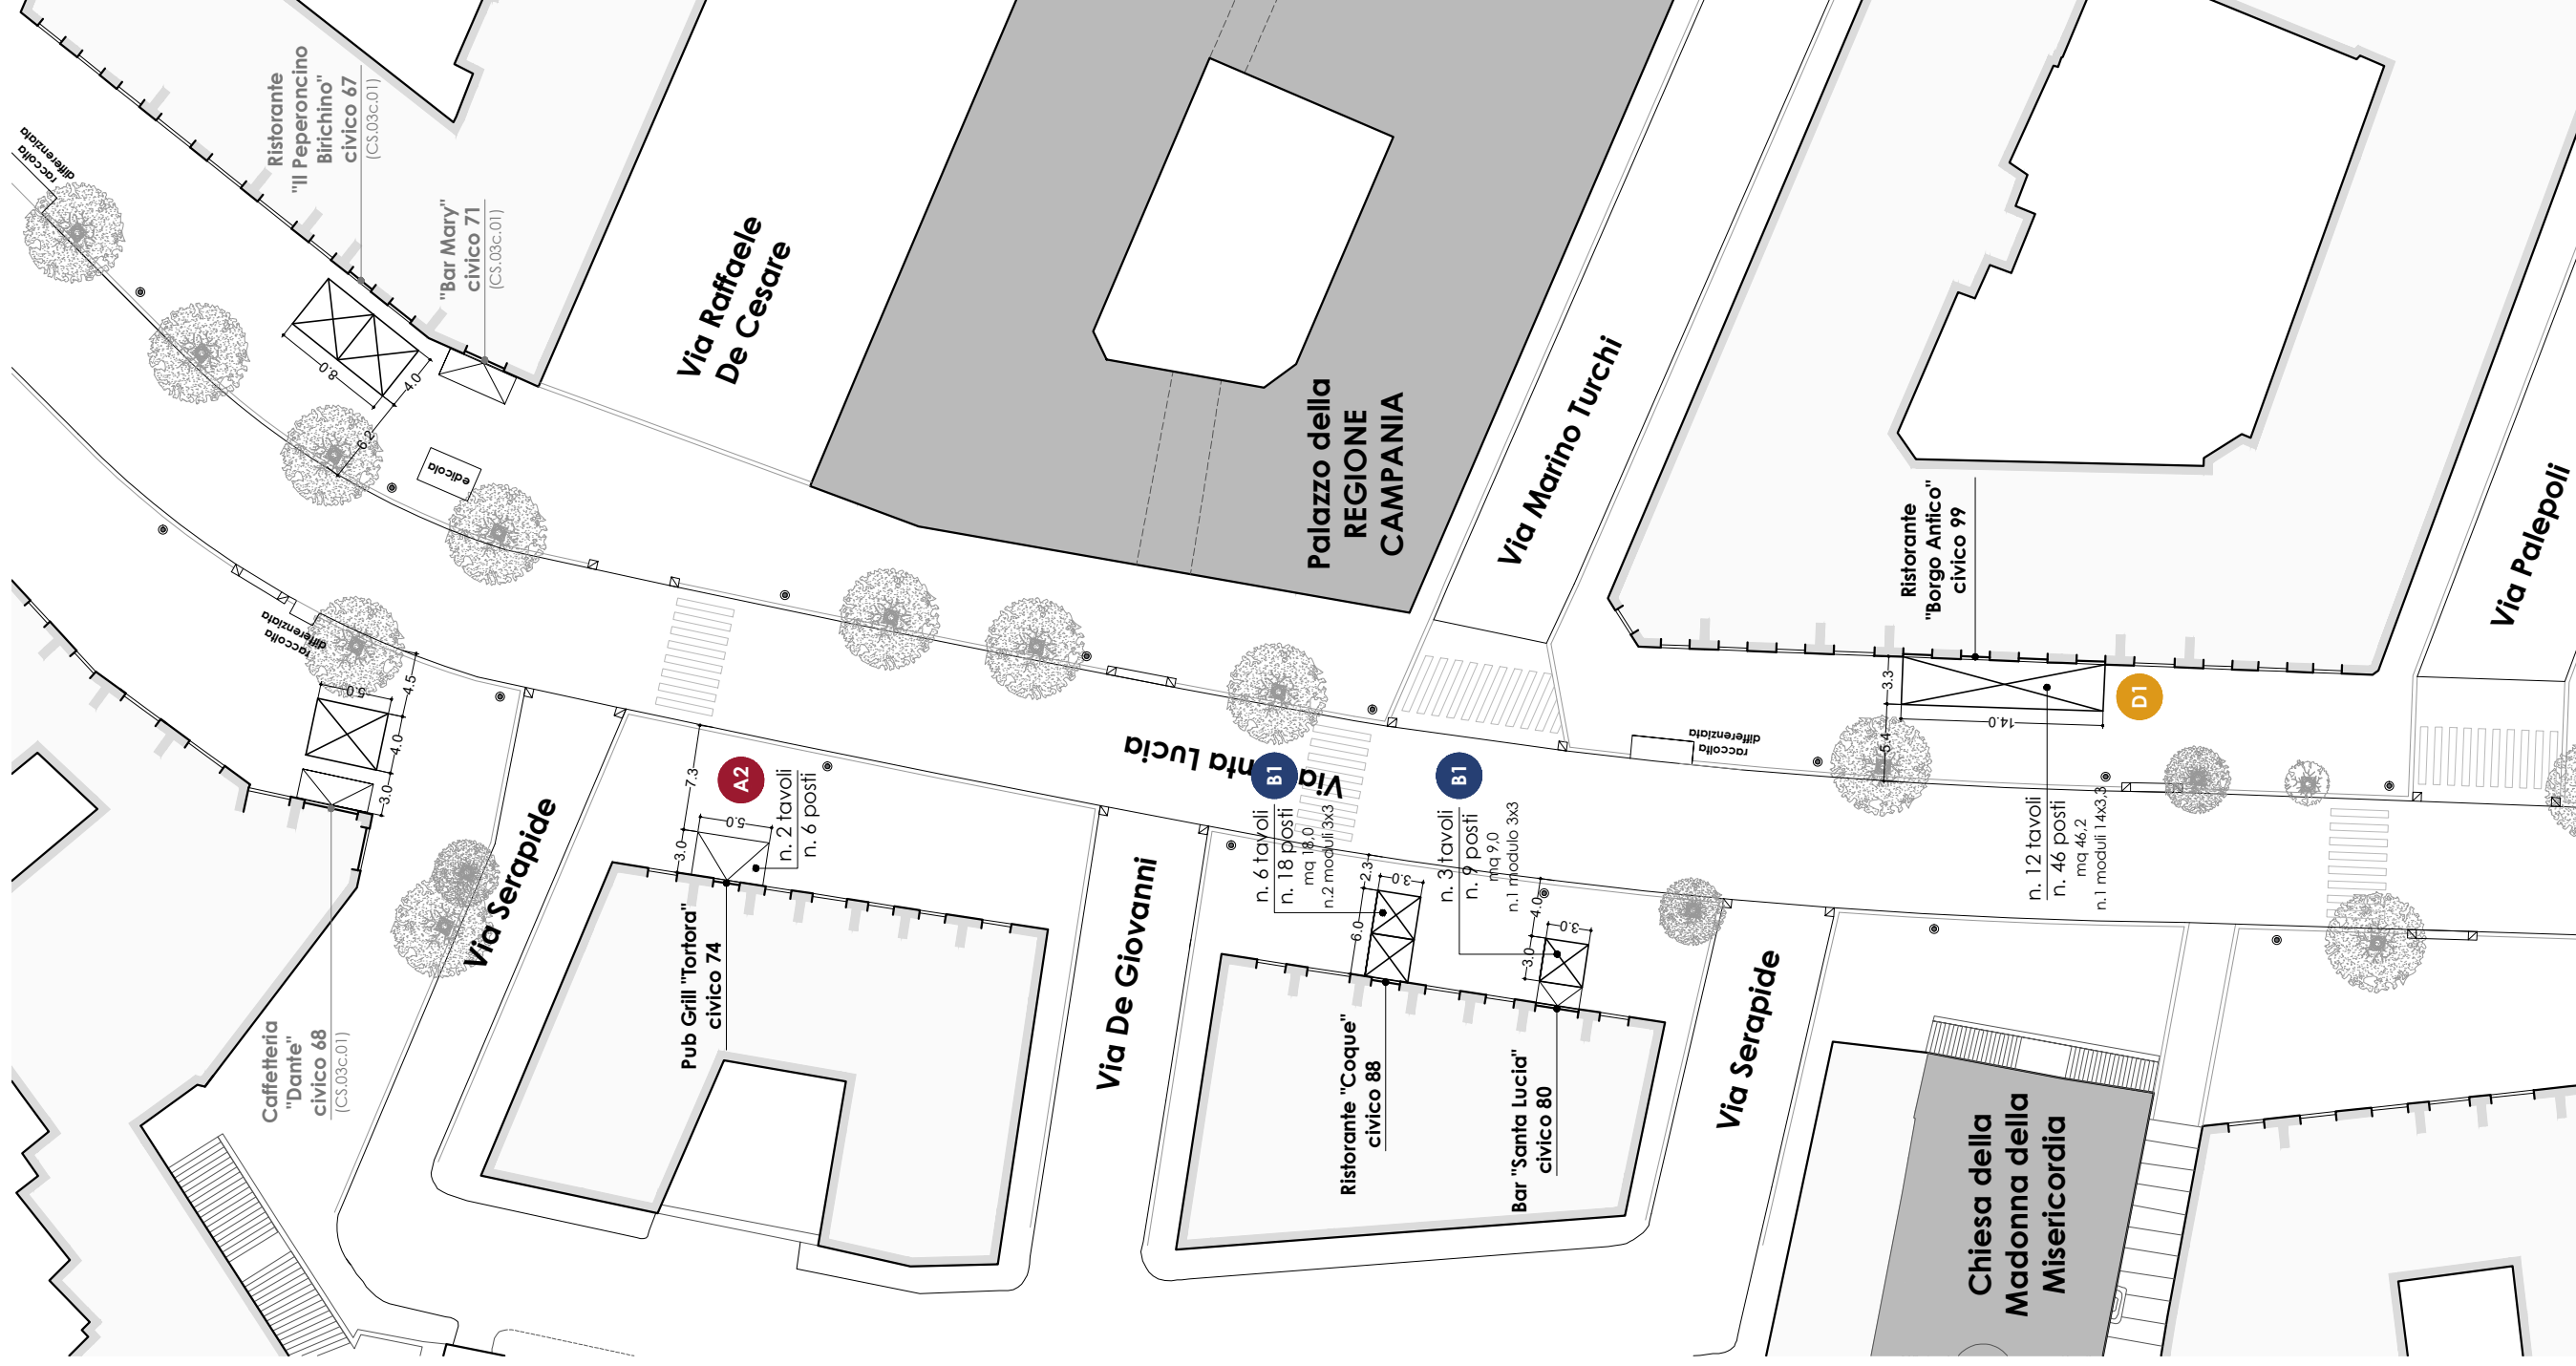 raccolta
differenziata
Ristorante
"Il Peperoncino
Birichino"
civico 67
(CS.03c.01)
"Bar Mary"
civico 71
(CS.03c.01)
8.0
4.0
6.2
edicola
Via Raffaele
De Cesare
Palazzo della
REGIONE
CAMPANIA
Via Marino Turchi
Ristorante
"Borgo Antico"
civico 99
Via Palepoli
raccolta
differenziata
5.0
4.5
4.0
3.0
Caffetteria
"Dante"
civico 68
(CS.03c.01)
Via Serapide
7.3
3.0
5.0
A2
n. 2 tavoli
n. 6 posti
Pub Grill "Tortora"
civico 74
Via De Giovanni
Via Santa Lucia
B1
n. 6 tavoli
n. 18 posti
mq 18,0
n.2 moduli 3x3
2.3
3.0
6.0
Ristorante "Coque"
civico 88
B1
n. 3 tavoli
n. 9 posti
mq 9,0
n.1 modulo 3x3
4.0
3.0
3.0
Bar "Santa Lucia"
civico 80
Via Serapide
raccolta
differenziata
3.3
5.4
14.0
D1
n. 12 tavoli
n. 46 posti
mq 46,2
n.1 moduli 14x3,3
Chiesa della
Madonna della
Misericordia